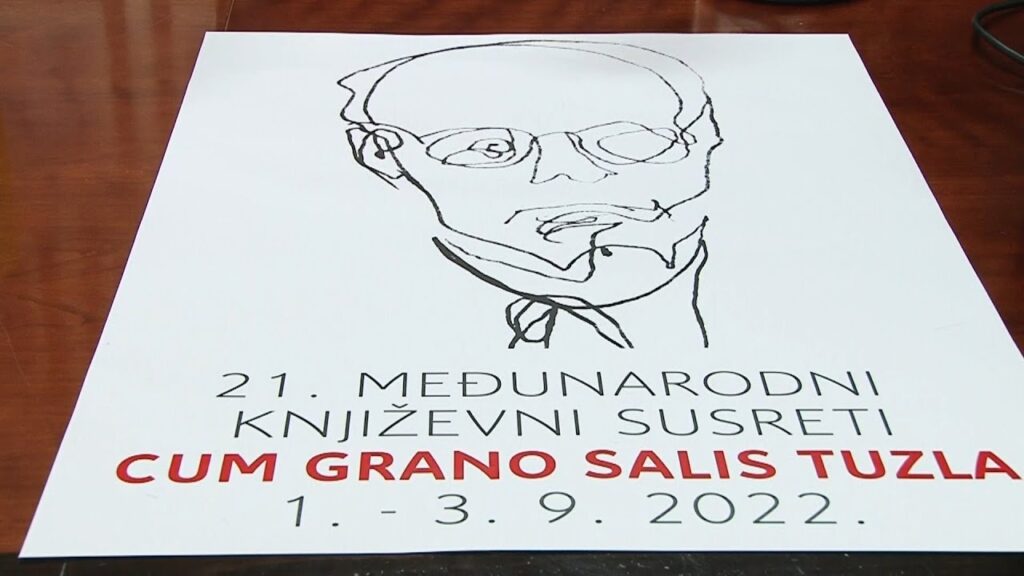 21. MEĐUNARODNI
KNJIŽEVNI SUSRETI
CUM GRANO SALIS TUZLA
1. - 3. 9. 2022.